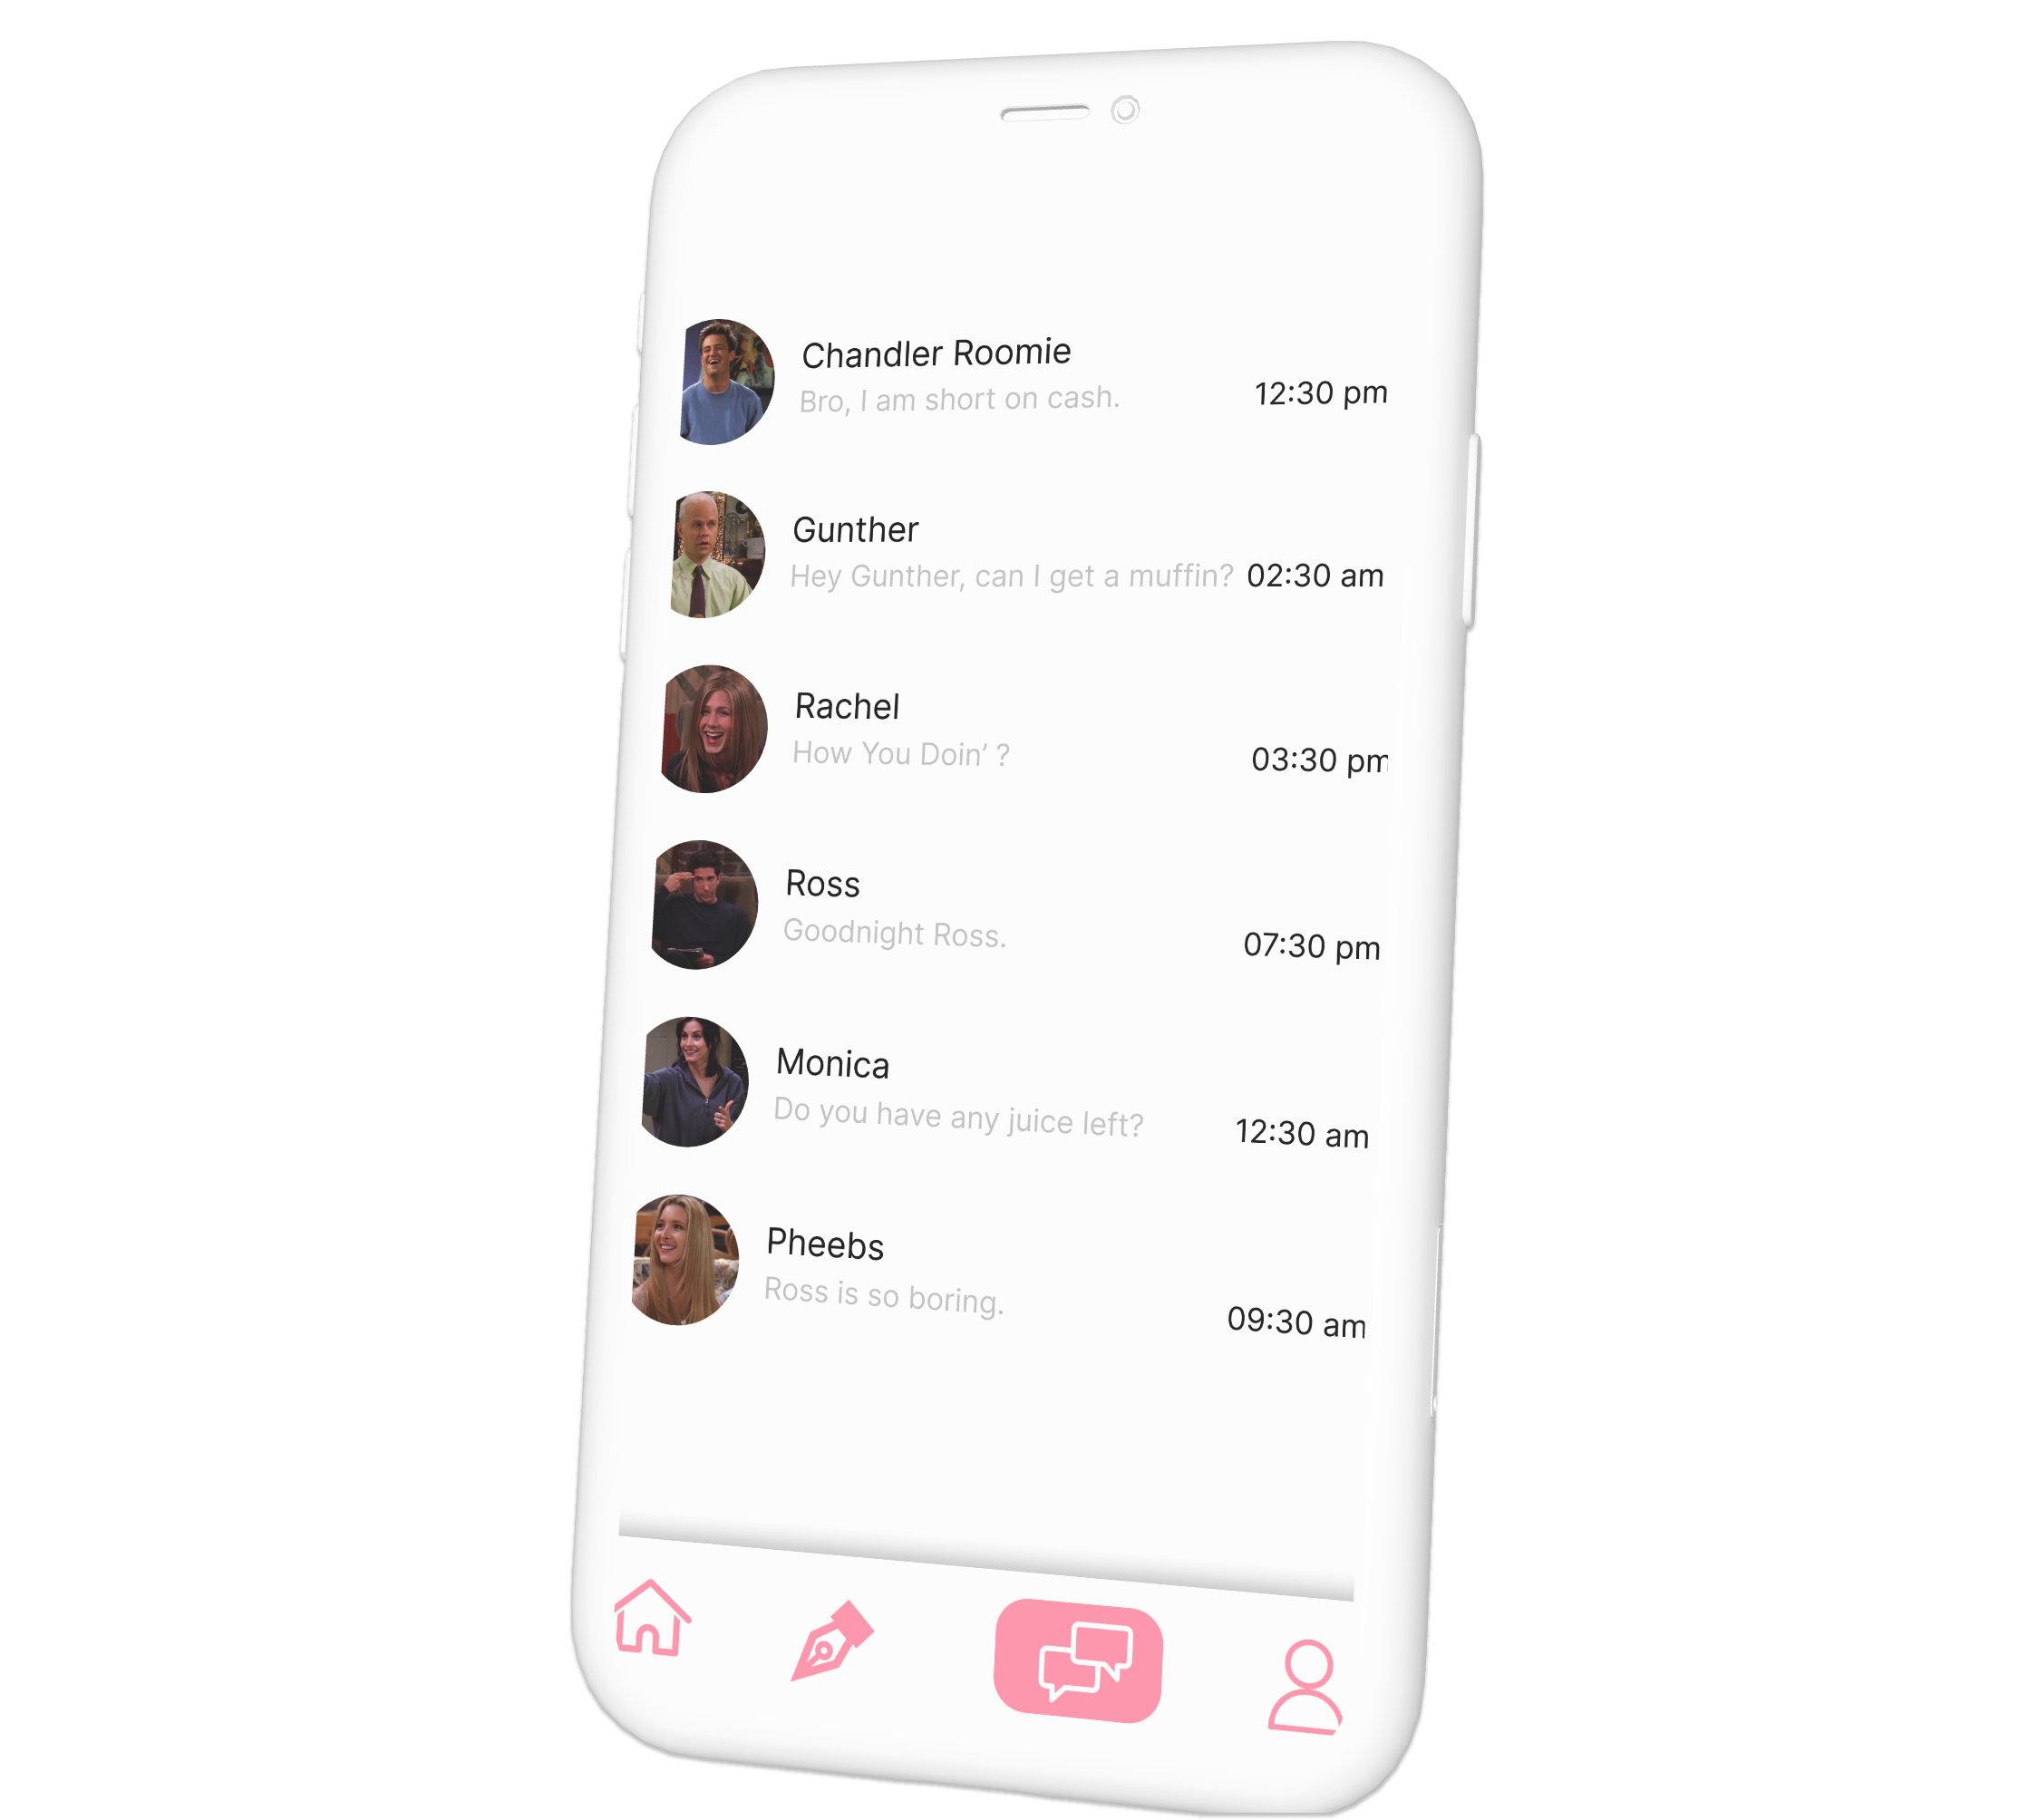 Chandler Roomie
Bro, I am short on cash.
12:30 pm
Gunther
Hey Gunther, can I get a muffin?
02:30 am
Rachel
How You Doin’ ?
03:30 pm
Ross
Goodnight Ross.
07:30 pm
Monica
Do you have any juice left?
12:30 am
Pheebs
Ross is so boring.
09:30 am